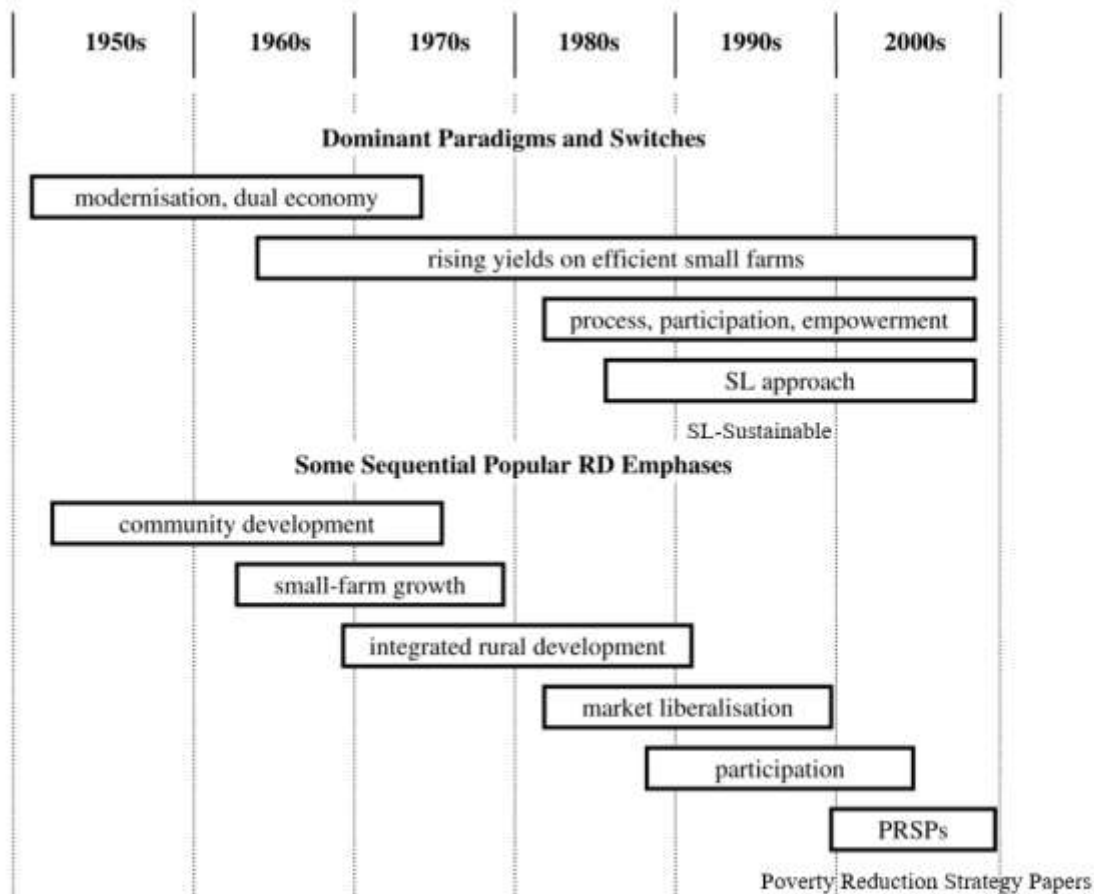 1950s 1960s 1970s 1980s 1990s 2000s
Dominant Paradigms and Switches
modernisation, dual economy
rising yields on efficient small farms
process, participation, empowerment
SL approach
SL-Sustainable
Some Sequential Popular RD Emphases
community development
small-farm growth
integrated rural development
market liberalisation
participation
PRSPs
Poverty Reduction Strategy Papers